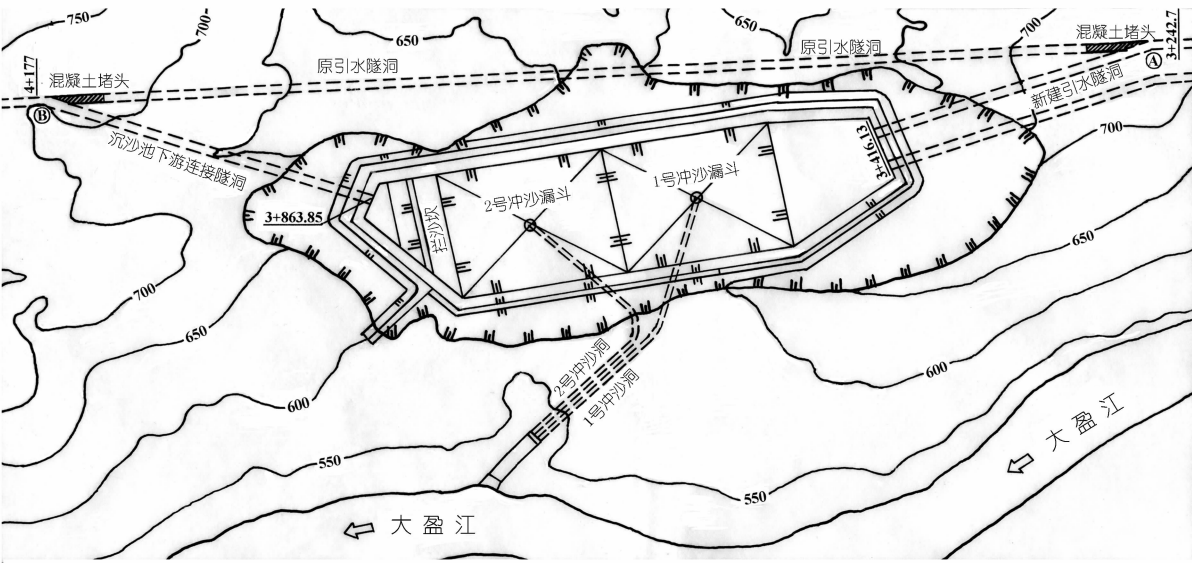 750
700
650
650
700
3+242.7
混凝土堵头
Ⓐ
原引水隧洞
原引水隧洞
4+177
混凝土堵头
Ⓑ
新建引水隧洞
700
沉沙池下游连接隧洞
3+416.13
1号冲沙漏斗
2号冲沙漏斗
3+863.85
拦沙坎
650
700
650
600
2号冲沙洞
1号冲沙洞
600
550
550
大盈江
大盈江